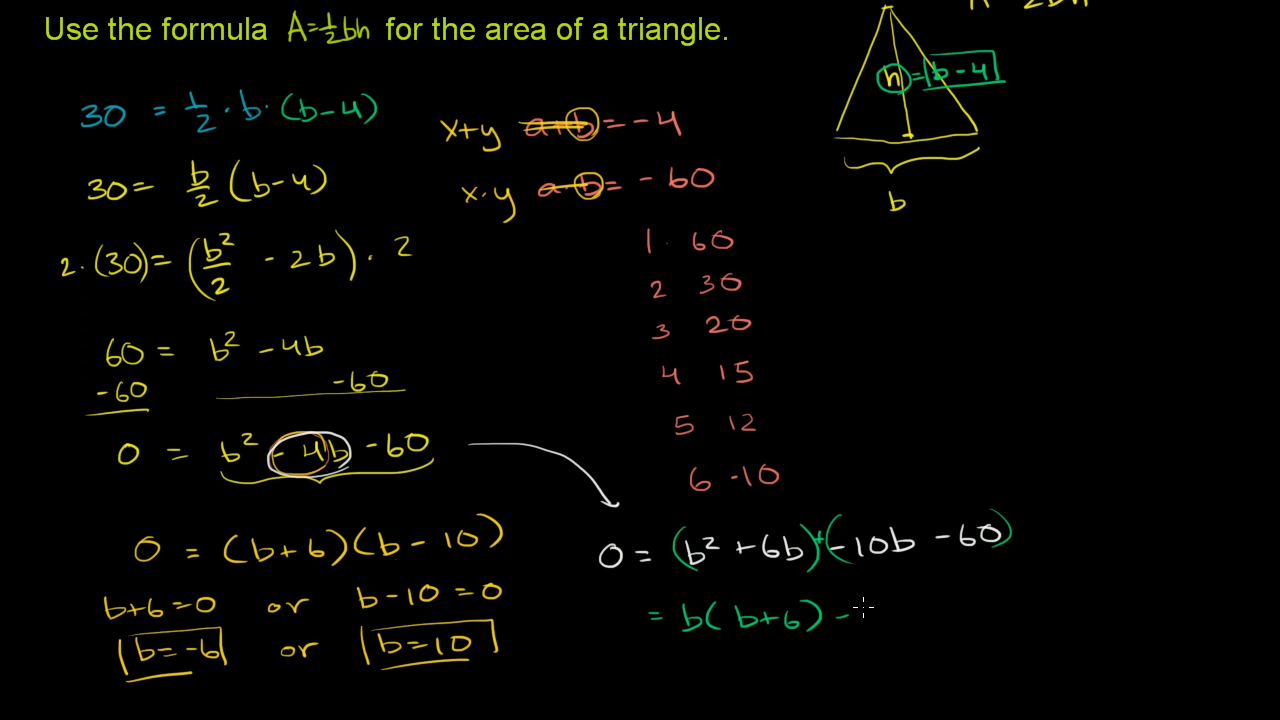 Use the formula A=½bh for the area of a triangle.
h = b-4
b
30 = 1/2 · b · (b-4)
30 = b/2 (b-4)
2·(30) = (b²/2 - 2b) · 2
60 = b² - 4b
-60 -60
0 = b² - 4b - 60
0 = (b+6)(b-10)
b+6=0 or b-10=0
b=-6 or b=10
x+y a+b = -4
x·y a·b = -60
1 60
2 30
3 20
4 15
5 12
6 -10
0 = (b² + 6b) + (-10b - 60)
= b(b+6) -